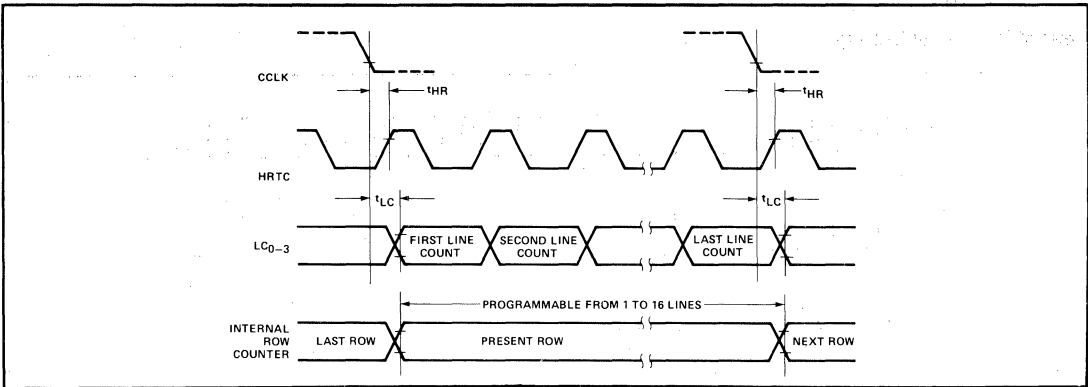 CCLK
tHR
tHR
HRTC
tLC
tLC
LC0–3
FIRST LINE
COUNT
SECOND LINE
COUNT
LAST LINE
COUNT
PROGRAMMABLE FROM 1 TO 16 LINES
INTERNAL
ROW
COUNTER
LAST ROW
PRESENT ROW
NEXT ROW